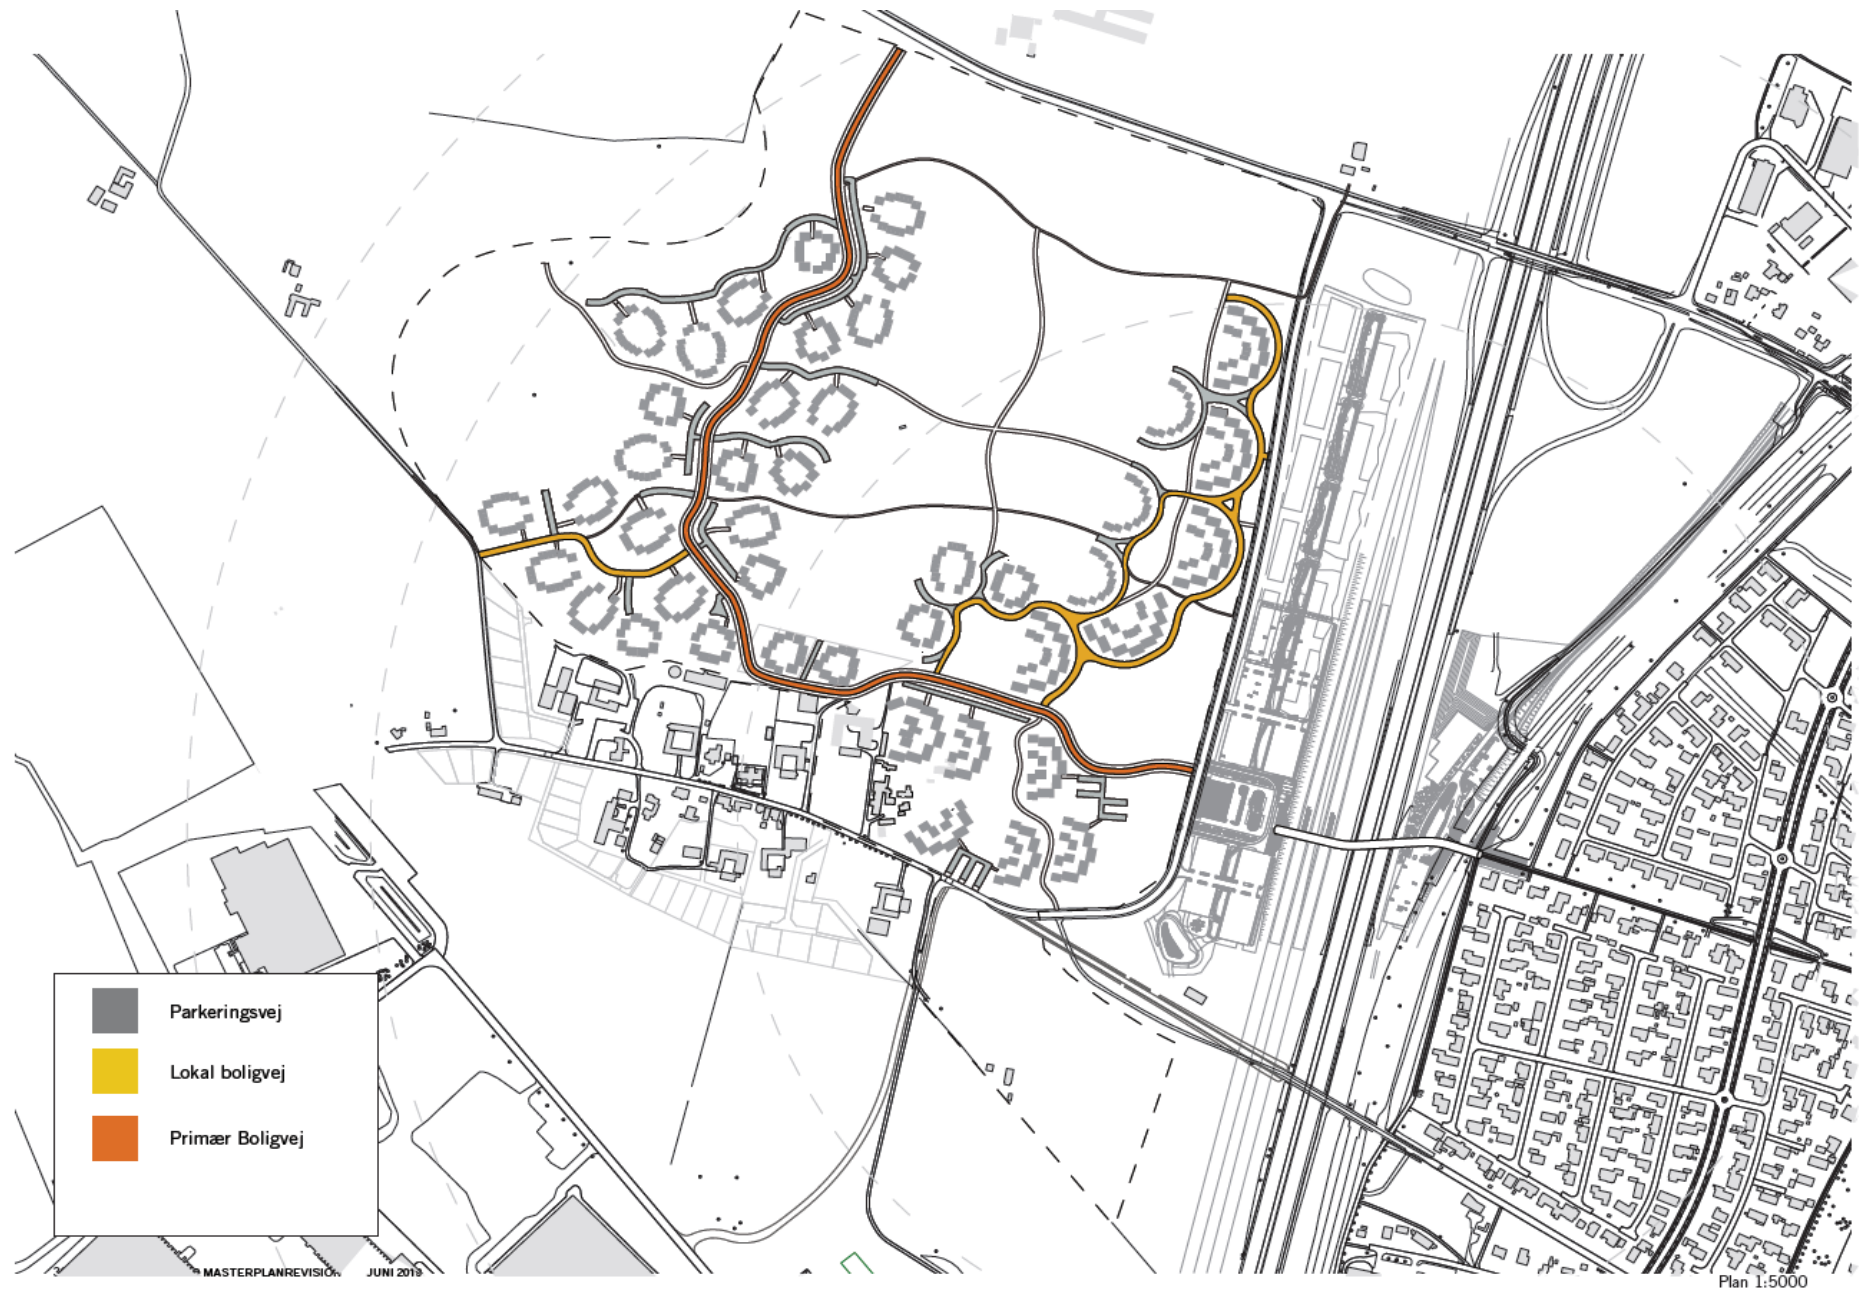 Parkeringsvej
Lokal boligvej
Primær Boligvej
MASTERPLANREVISION JUNI 2019
Plan 1:5000